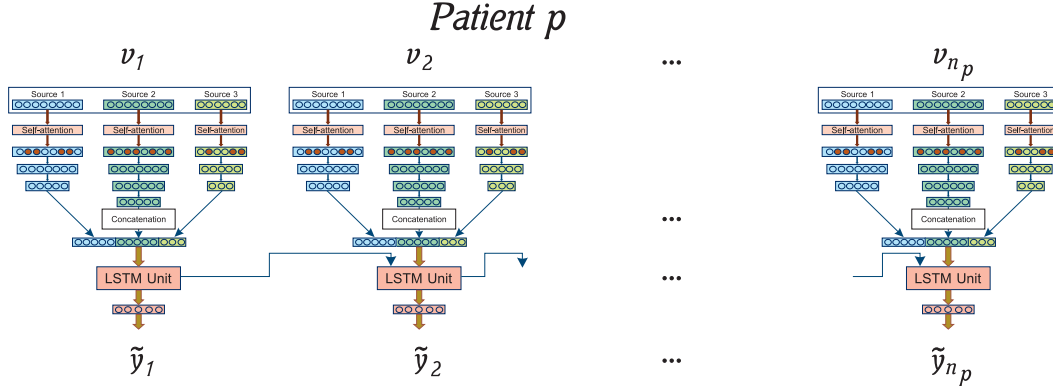 Patient p
v1 v2 ... vnp
Source 1 Source 2 Source 3 Source 1 Source 2 Source 3 Source 1 Source 2 Source 3
Self-attention Self-attention Self-attention Self-attention Self-attention Self-attention Self-attention Self-attention Self-attention
Concatenation Concatenation ... Concatenation
LSTM Unit LSTM Unit ... LSTM Unit
ỹ1 ỹ2 ... ỹnp